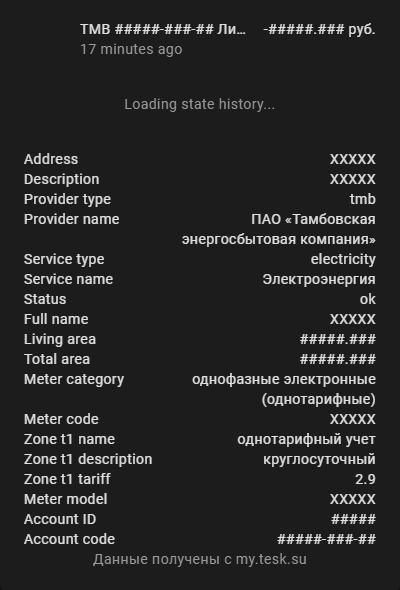 ТМВ #####-###-## Ли... -#####.### руб.
17 minutes ago
Loading state history...
Address XXXXX
Description XXXXX
Provider type tmb
Provider name ПАО «Тамбовская
энергосбытовая компания»
Service type electricity
Service name Электроэнергия
Status ok
Full name XXXXX
Living area #####.###
Total area #####.###
Meter category однофазные электронные
(однотарифные)
Meter code XXXXX
Zone t1 name однотарифный учет
Zone t1 description круглосуточный
Zone t1 tariff 2.9
Meter model XXXXX
Account ID #####
Account code #####-###-##
Данные получены с my.tesk.su